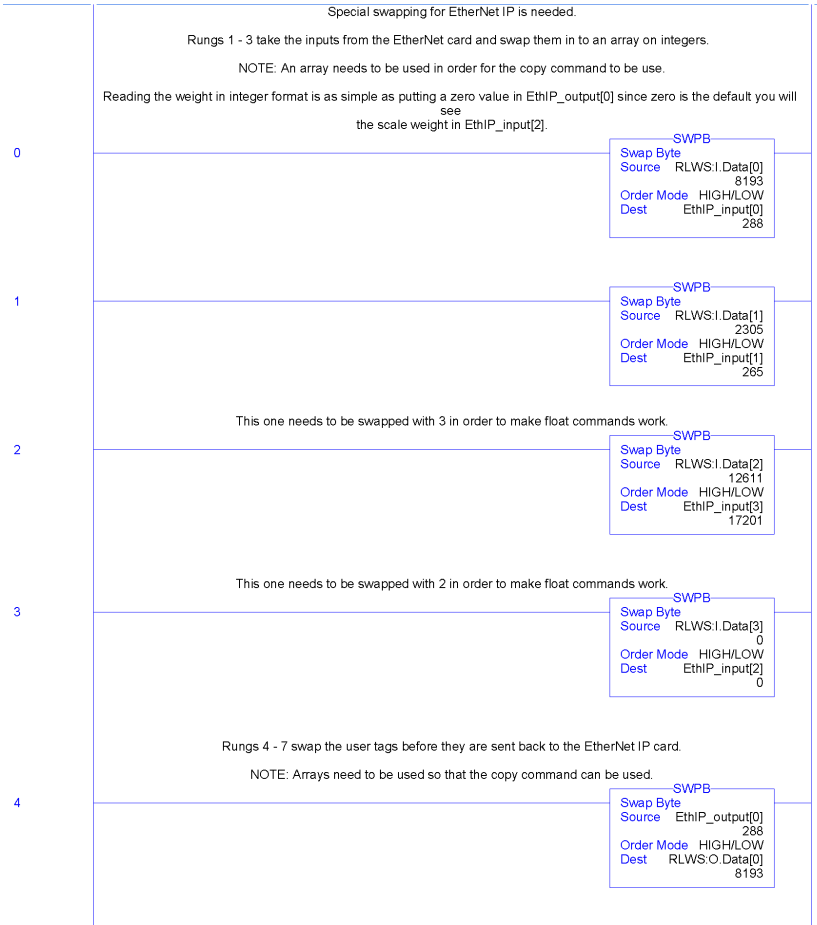 Special swapping for EtherNet IP is needed.
Rungs 1 - 3 take the inputs from the EtherNet card and swap them in to an array on integers.
NOTE: An array needs to be used in order for the copy command to be use.
Reading the weight in integer format is as simple as putting a zero value in EthIP_output[0] since zero is the default you will
see
the scale weight in EthIP_input[2].
0
SWPB
Swap Byte
Source RLWS:I.Data[0]
8193
Order Mode HIGH/LOW
Dest EthIP_input[0]
288
1
SWPB
Swap Byte
Source RLWS:I.Data[1]
2305
Order Mode HIGH/LOW
Dest EthIP_input[1]
265
This one needs to be swapped with 3 in order to make float commands work.
2
SWPB
Swap Byte
Source RLWS:I.Data[2]
12611
Order Mode HIGH/LOW
Dest EthIP_input[3]
17201
This one needs to be swapped with 2 in order to make float commands work.
3
SWPB
Swap Byte
Source RLWS:I.Data[3]
0
Order Mode HIGH/LOW
Dest EthIP_input[2]
0
Rungs 4 - 7 swap the user tags before they are sent back to the EtherNet IP card.
NOTE: Arrays need to be used so that the copy command can be used.
4
SWPB
Swap Byte
Source EthIP_output[0]
288
Order Mode HIGH/LOW
Dest RLWS:O.Data[0]
8193